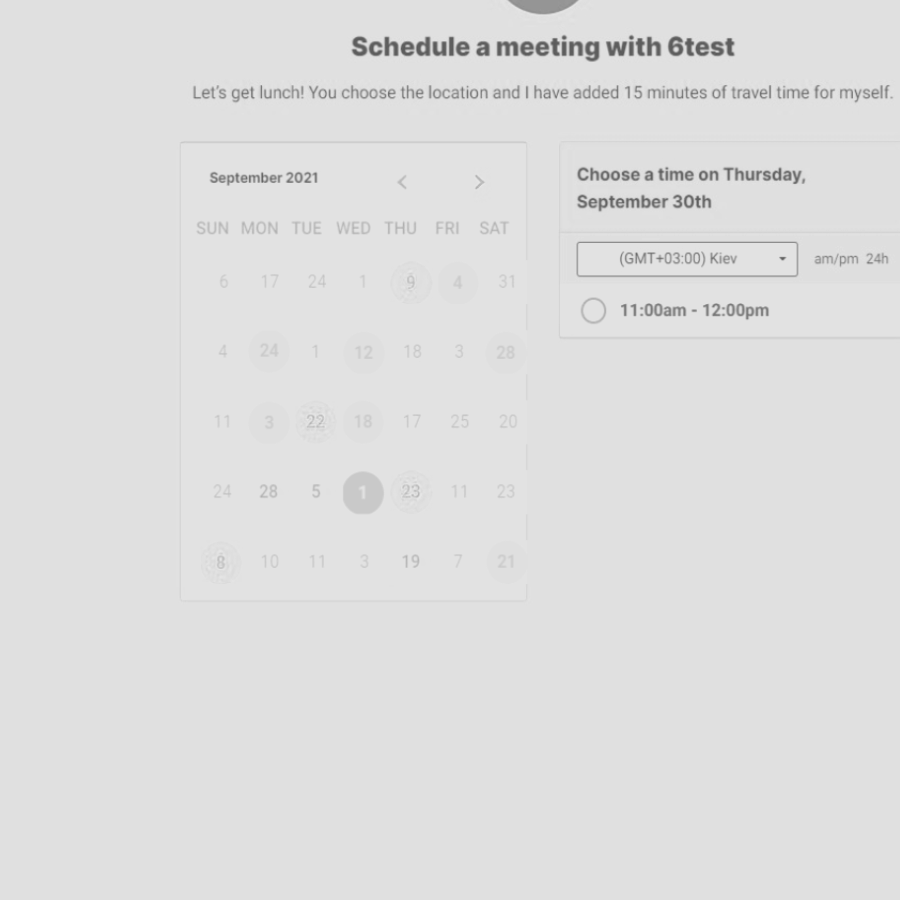 Schedule a meeting with 6test
Let's get lunch! You choose the location and I have added 15 minutes of travel time for myself.
September 2021
SUN MON TUE WED THU FRI SAT
6 17 24 1 9 4 31
4 24 1 12 18 3 28
11 3 22 18 17 25 20
24 28 5 1 23 11 23
8 10 11 3 19 7 21
Choose a time on Thursday,
September 30th
(GMT+03:00) Kiev am/pm 24h
11:00am - 12:00pm